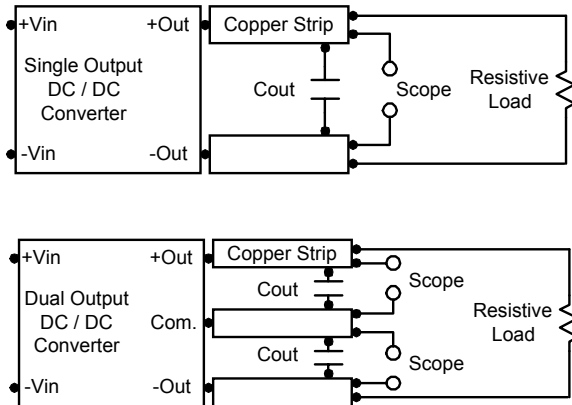 +Vin
+Out
Copper Strip
Single Output
DC / DC
Converter
Cout
Scope
Resistive
Load
-Vin
-Out
+Vin
+Out
Copper Strip
Cout
Scope
Dual Output
DC / DC
Converter
Com.
Resistive
Load
Cout
Scope
-Vin
-Out